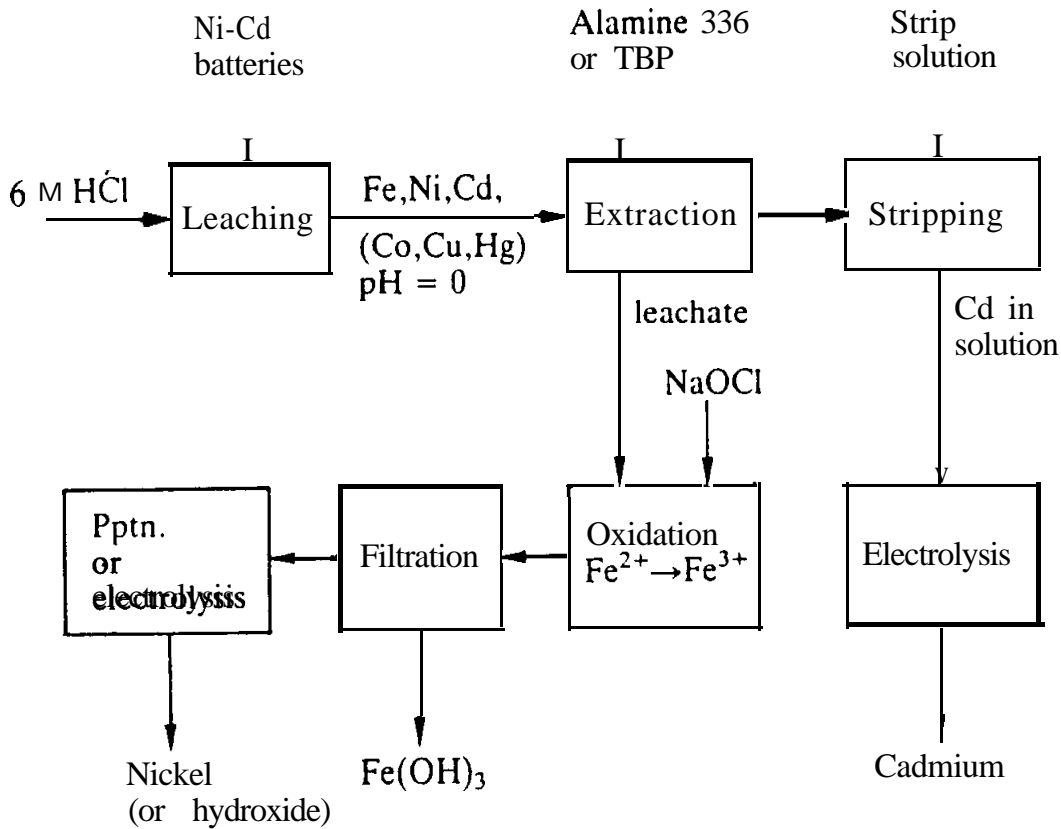 Ni-Cd
batteries
Alamine 336
or TBP
Strip
solution
6 M HCl
Leaching
Fe,Ni,Cd,
(Co,Cu,Hg)
pH = 0
Extraction
Stripping
leachate
Cd in
solution
NaOCl
Pptn.
or
electrolysis
Filtration
Oxidation
Fe²⁺→Fe³⁺
Electrolysis
Nickel
(or hydroxide)
Fe(OH)₃
Cadmium